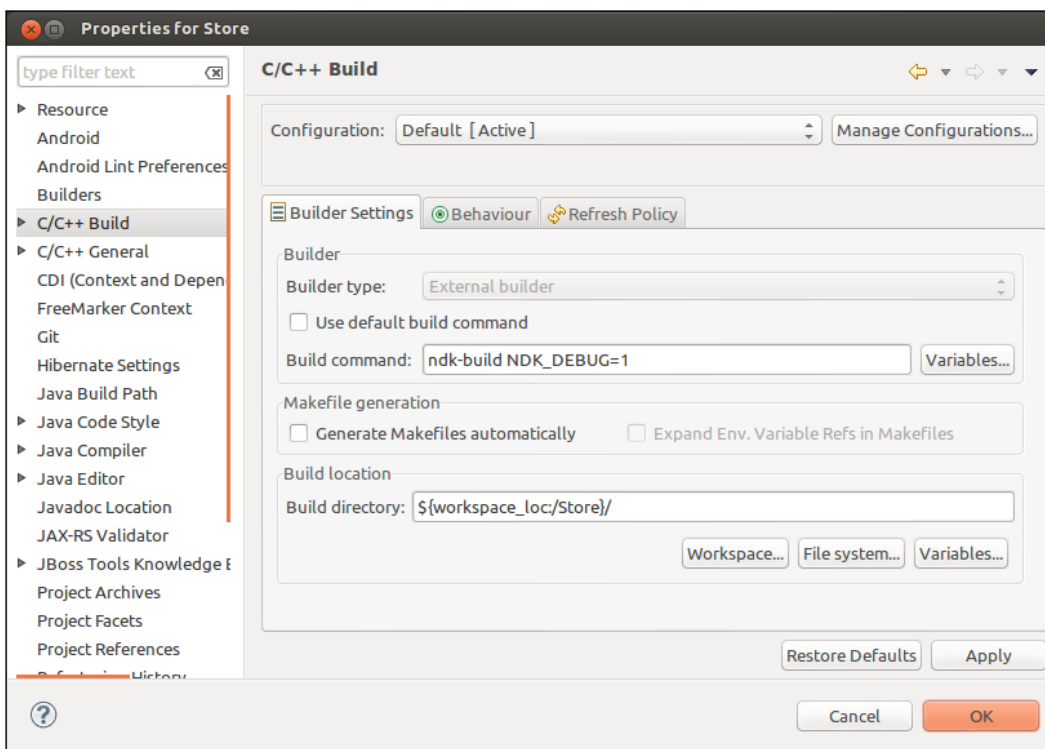 Properties for Store
type filter text
Resource
Android
Android Lint Preferences
Builders
C/C++ Build
C/C++ General
CDI (Context and Depen
FreeMarker Context
Git
Hibernate Settings
Java Build Path
Java Code Style
Java Compiler
Java Editor
Javadoc Location
JAX-RS Validator
JBoss Tools Knowledge
Project Archives
Project Facets
Project References
History
C/C++ Build
Configuration: Default [Active] Manage Configurations...
Builder Settings Behaviour Refresh Policy
Builder
Builder type: External builder
Use default build command
Build command: ndk-build NDK_DEBUG=1 Variables...
Makefile generation
Generate Makefiles automatically Expand Env. Variable Refs in Makefiles
Build location
Build directory: ${workspace_loc:/Store}/
Workspace... File system... Variables...
Restore Defaults Apply
Cancel OK